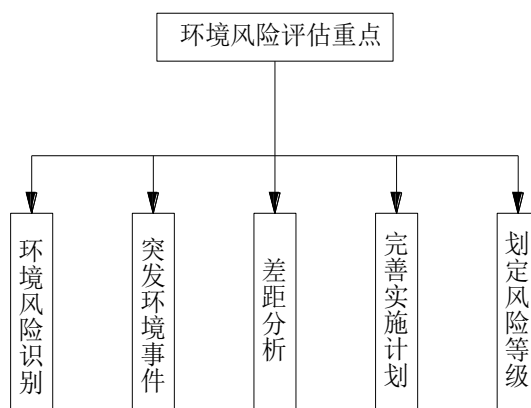 环境风险评估重点
环境风险识别
突发环境事件
差距分析
完善实施计划
划定风险等级